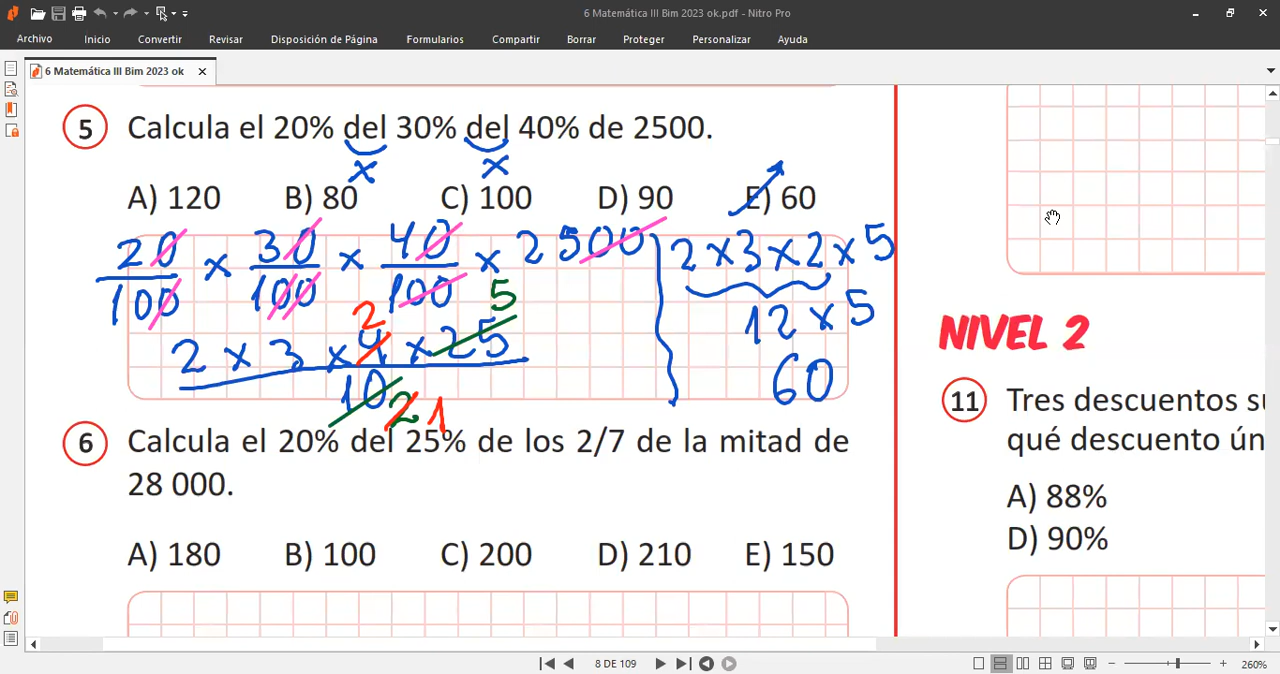 6 Matemática III Bim 2023 ok.pdf - Nitro Pro
Archivo Inicio Convertir Revisar Disposición de Página Formularios Compartir Borrar Proteger Personalizar Ayuda
6 Matemática III Bim 2023 ok
5 Calcula el 20% del 30% del 40% de 2500.
x x
A) 120 B) 80 C) 100 D) 90 E) 60
20/100 x 30/100 x 40/100 x 2500
2 x 3 x 4 x 25
2 5
10
2 1
2 x 3 x 2 x 5
12 x 5
60
6 Calcula el 20% del 25% de los 2/7 de la mitad de
28 000.
A) 180 B) 100 C) 200 D) 210 E) 150
NIVEL 2
11 Tres descuentos su
qué descuento ún
A) 88%
D) 90%
8 DE 109
260%